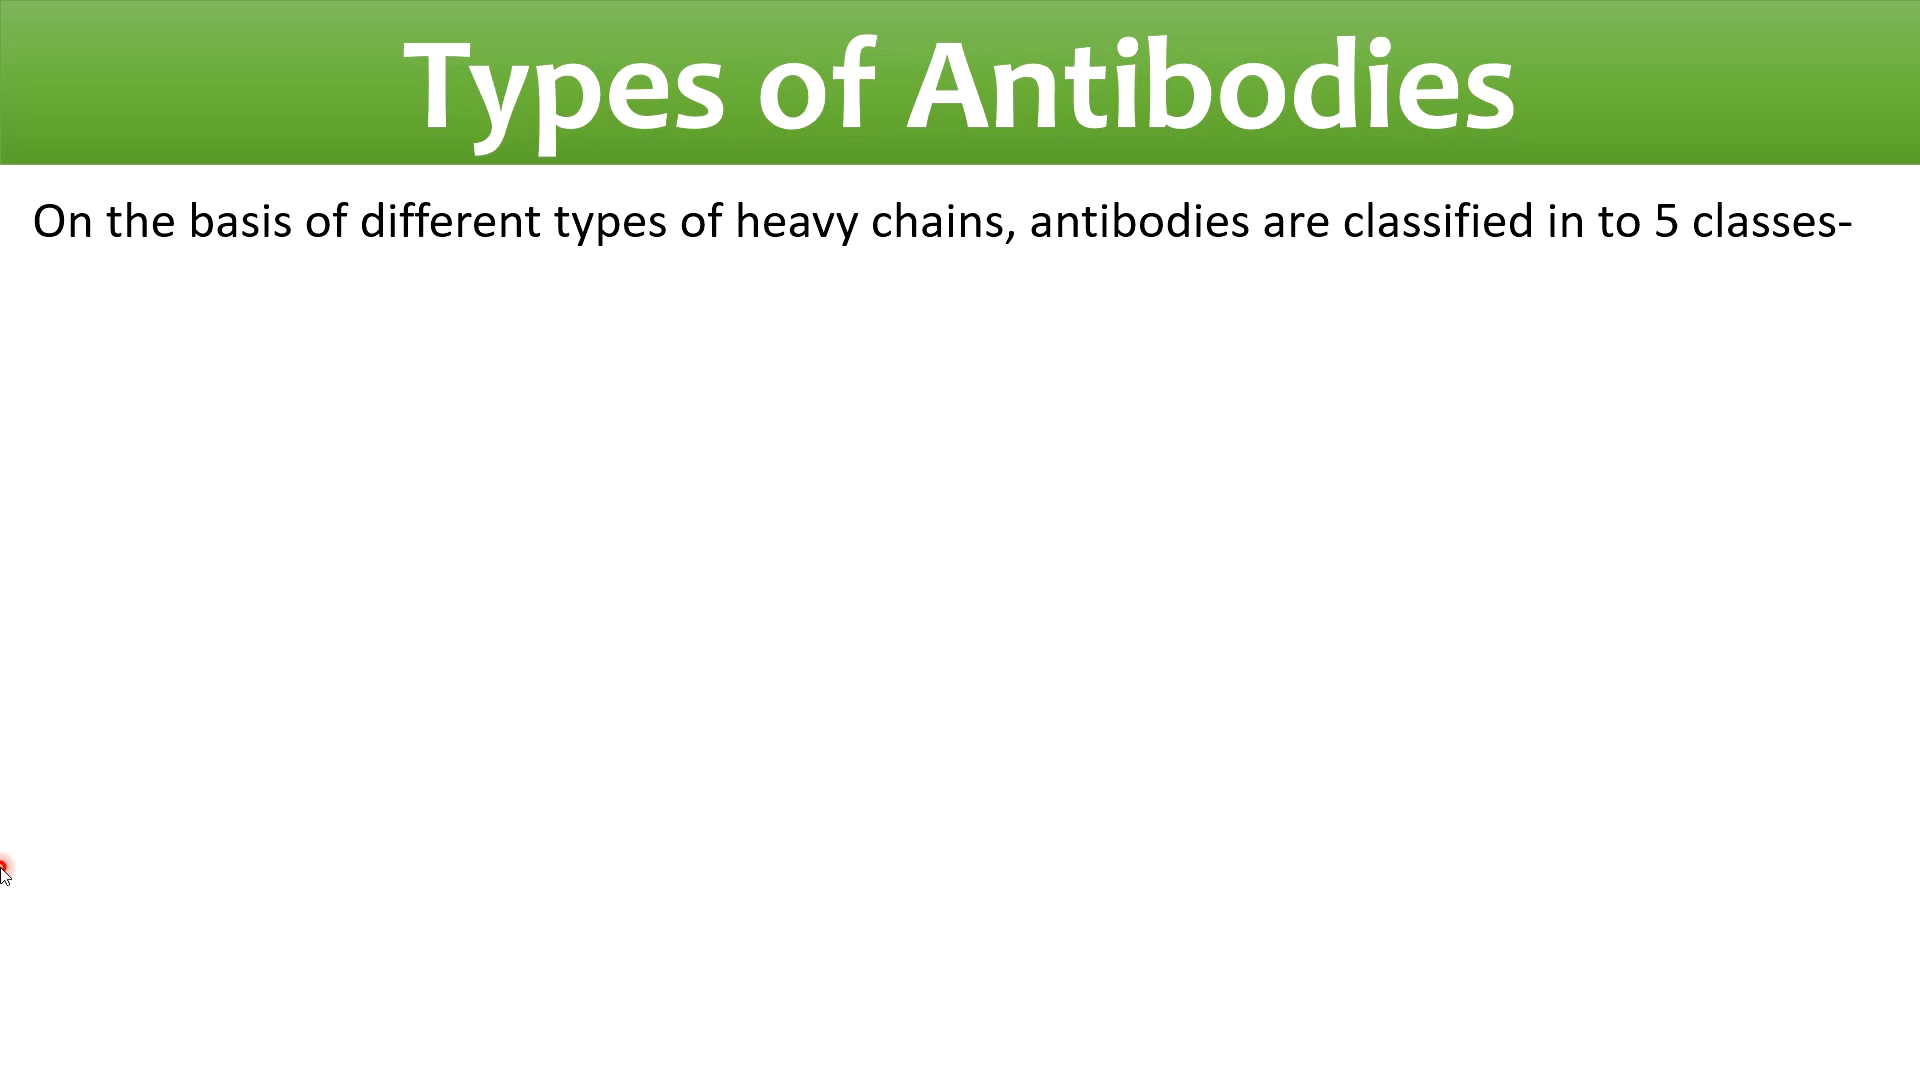 Types of Antibodies
On the basis of different types of heavy chains, antibodies are classified in to 5 classes-